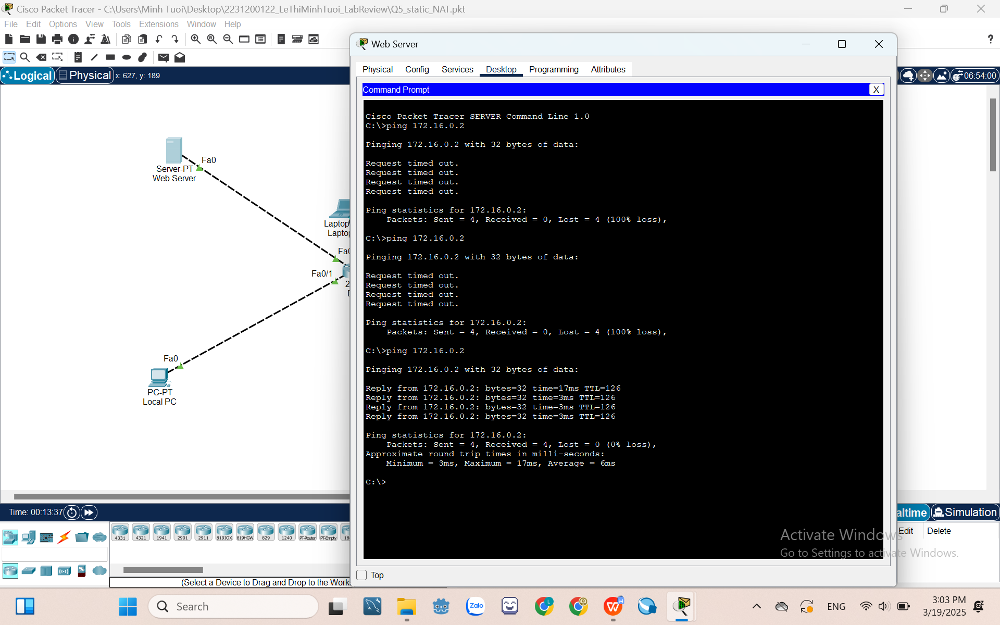 Cisco Packet Tracer - C:\Users\Minh Tuoi\Desktop\2231200122_LeThiMinhTuoi_LabReview\Q5_static_NAT.pkt
File Edit Options View Tools Extensions Window Help
Logical Physical x: 627, y: 189
06:54:00
Fa0
Server-PT
Web Server
Laptop
Fa0/1
Fa0
PC-PT
Local PC
Web Server
Physical Config Services Desktop Programming Attributes
Command Prompt X
Cisco Packet Tracer SERVER Command Line 1.0
C:\>ping 172.16.0.2
Pinging 172.16.0.2 with 32 bytes of data:
Request timed out.
Request timed out.
Request timed out.
Request timed out.
Ping statistics for 172.16.0.2:
Packets: Sent = 4, Received = 0, Lost = 4 (100% loss),
C:\>ping 172.16.0.2
Pinging 172.16.0.2 with 32 bytes of data:
Request timed out.
Request timed out.
Request timed out.
Request timed out.
Ping statistics for 172.16.0.2:
Packets: Sent = 4, Received = 0, Lost = 4 (100% loss),
C:\>ping 172.16.0.2
Pinging 172.16.0.2 with 32 bytes of data:
Reply from 172.16.0.2: bytes=32 time=17ms TTL=126
Reply from 172.16.0.2: bytes=32 time=3ms TTL=126
Reply from 172.16.0.2: bytes=32 time=3ms TTL=126
Reply from 172.16.0.2: bytes=32 time=3ms TTL=126
Ping statistics for 172.16.0.2:
Packets: Sent = 4, Received = 4, Lost = 0 (0% loss),
Approximate round trip times in milli-seconds:
Minimum = 3ms, Maximum = 17ms, Average = 6ms
C:\>
Top
Time: 00:13:37
altime Simulation
Edit Delete
4331 4321 1941 2901 2911 819IOX 819HGW 829 1240 PT-Router PT-Empty 18
(Select a Device to Drag and Drop to the Work
Activate Windows
Go to Settings to activate Windows.
Search
Zalo
ENG
3:03 PM
3/19/2025